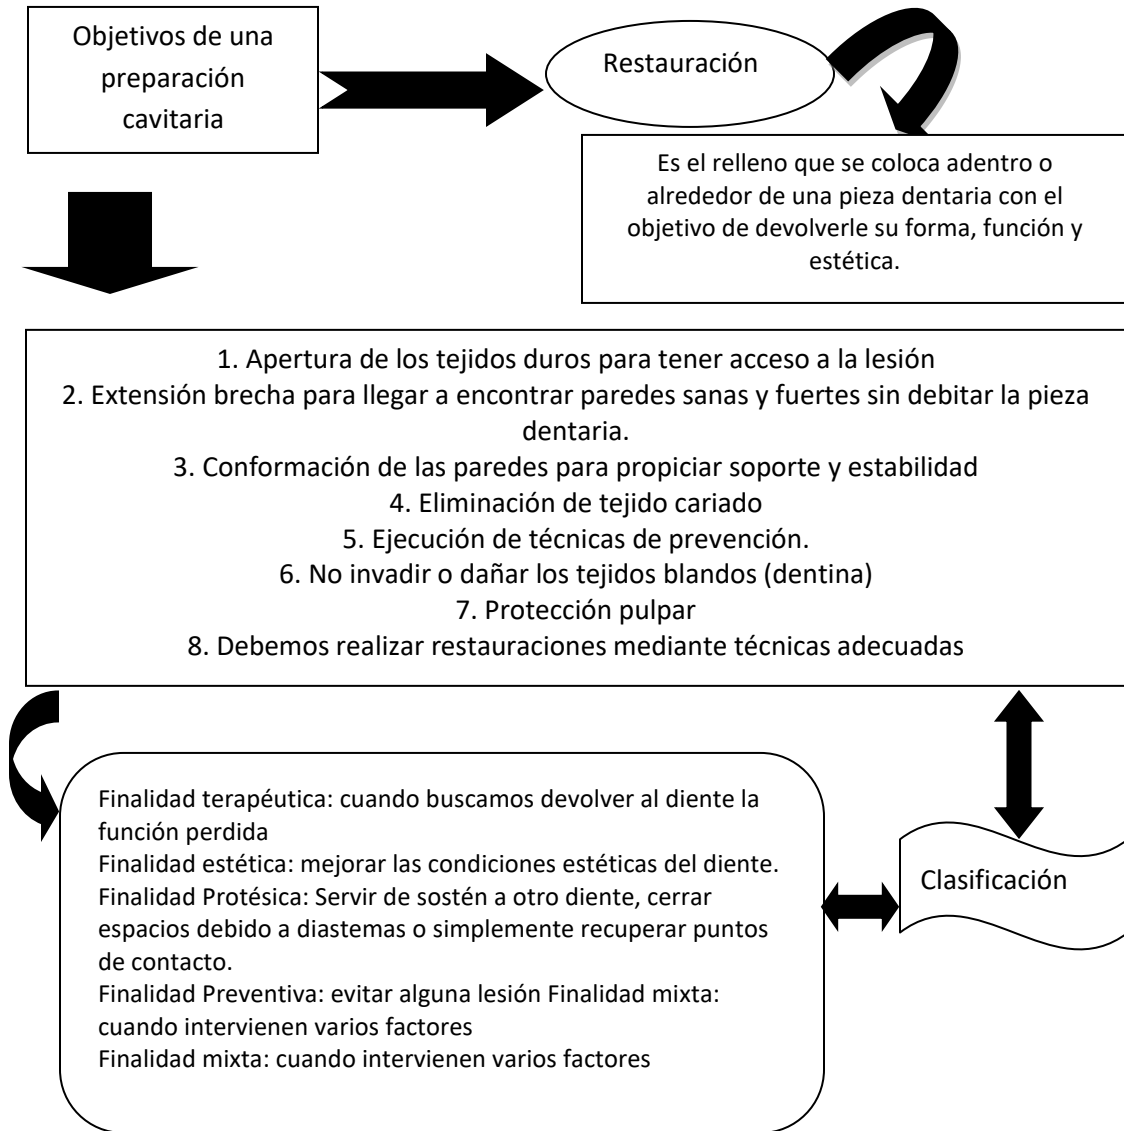 Objetivos de una
preparación
cavitaria
Restauración
Es el relleno que se coloca adentro o
alrededor de una pieza dentaria con el
objetivo de devolverle su forma, función y
estética.
1. Apertura de los tejidos duros para tener acceso a la lesión
2. Extensión brecha para llegar a encontrar paredes sanas y fuertes sin debitar la pieza
dentaria.
3. Conformación de las paredes para propiciar soporte y estabilidad
4. Eliminación de tejido cariado
5. Ejecución de técnicas de prevención.
6. No invadir o dañar los tejidos blandos (dentina)
7. Protección pulpar
8. Debemos realizar restauraciones mediante técnicas adecuadas
Finalidad terapéutica: cuando buscamos devolver al diente la
función perdida
Finalidad estética: mejorar las condiciones estéticas del diente.
Finalidad Protésica: Servir de sostén a otro diente, cerrar
espacios debido a diastemas o simplemente recuperar puntos
de contacto.
Finalidad Preventiva: evitar alguna lesión Finalidad mixta:
cuando intervienen varios factores
Finalidad mixta: cuando intervienen varios factores
Clasificación